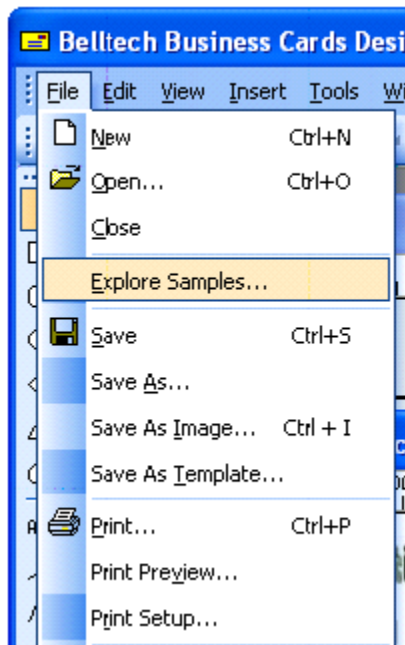 Belltech Business Cards Desi
File Edit View Insert Tools Wi
New Ctrl+N
Open... Ctrl+O
Close
Explore Samples...
Save Ctrl+S
Save As...
Save As Image... Ctrl + I
Save As Template...
Print... Ctrl+P
Print Preview...
Print Setup...